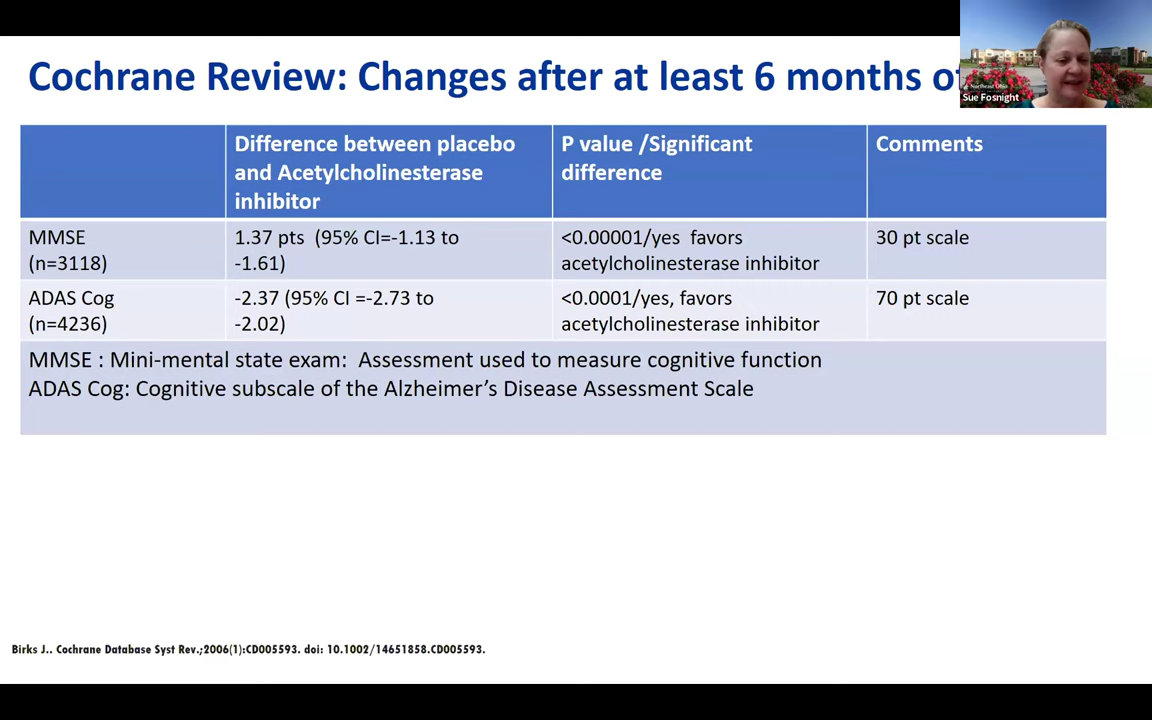 Cochrane Review: Changes after at least 6 months of
Northeast Ohio
Sue Fosnight
Difference between placebo
and Acetylcholinesterase
inhibitor
P value /Significant
difference
Comments
MMSE
(n=3118)
1.37 pts (95% CI=-1.13 to
-1.61)
<0.00001/yes favors
acetylcholinesterase inhibitor
30 pt scale
ADAS Cog
(n=4236)
-2.37 (95% CI =-2.73 to
-2.02)
<0.0001/yes, favors
acetylcholinesterase inhibitor
70 pt scale
MMSE : Mini-mental state exam: Assessment used to measure cognitive function
ADAS Cog: Cognitive subscale of the Alzheimer’s Disease Assessment Scale
Birks J.. Cochrane Database Syst Rev.;2006(1):CD005593. doi: 10.1002/14651858.CD005593.